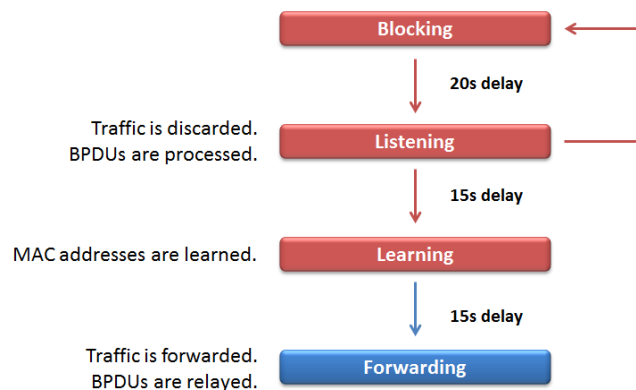 Blocking
20s delay
Traffic is discarded.
BPDUs are processed.
Listening
15s delay
MAC addresses are learned.
Learning
15s delay
Traffic is forwarded.
BPDUs are relayed.
Forwarding